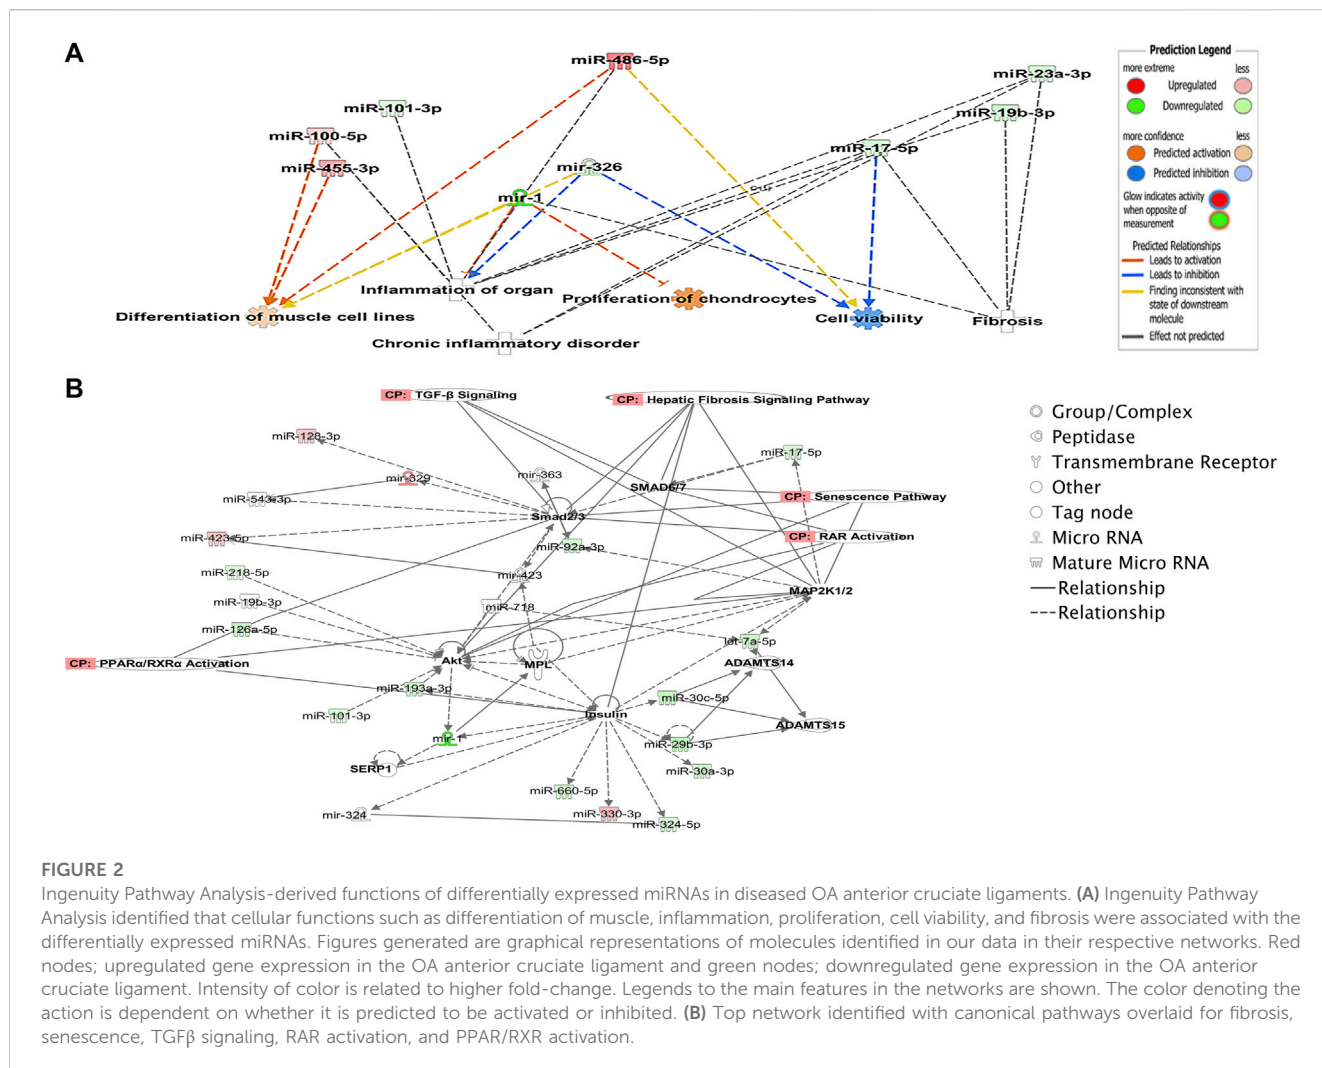 A
miR-486-5p
miR-23a-3p
miR-101-3p
miR-19b-3p
miR-100-5p
miR-17-5p
miR-455-3p
mir-326
mir-1
Inflammation of organ
Proliferation of chondrocytes
Differentiation of muscle cell lines
Cell viability
Fibrosis
Chronic inflammatory disorder
Prediction Legend
more extreme less
Upregulated
Downregulated
more confidence less
Predicted activation
Predicted inhibition
Glow indicates activity
when opposite of
measurement
Predicted Relationships
Leads to activation
Leads to inhibition
Finding inconsistent with
state of downstream
molecule
Effect not predicted
B
CP: TGF-β Signaling
CP: Hepatic Fibrosis Signaling Pathway
miR-128-3p
miR-17-5p
mir-329
mir-363
SMAD6/7
miR-543-3p
CP: Senescence Pathway
Smad2/3
miR-423-5p
CP: RAR Activation
miR-92a-3p
miR-218-5p
mir-423
MAP2K1/2
miR-19b-3p
miR-718
miR-126a-5p
let-7a-5p
CP: PPARα/RXRα Activation
Akt
MPL
ADAMTS14
miR-193a-3p
miR-30c-5p
miR-101-3p
Insulin
ADAMTS15
mir-1
miR-29b-3p
SERP1
miR-30a-3p
miR-660-5p
mir-324
miR-330-3p
miR-324-5p
Group/Complex
Peptidase
Transmembrane Receptor
Other
Tag node
Micro RNA
Mature Micro RNA
Relationship
Relationship
FIGURE 2
Ingenuity Pathway Analysis-derived functions of differentially expressed miRNAs in diseased OA anterior cruciate ligaments. (A) Ingenuity Pathway
Analysis identified that cellular functions such as differentiation of muscle, inflammation, proliferation, cell viability, and fibrosis were associated with the
differentially expressed miRNAs. Figures generated are graphical representations of molecules identified in our data in their respective networks. Red
nodes; upregulated gene expression in the OA anterior cruciate ligament and green nodes; downregulated gene expression in the OA anterior
cruciate ligament. Intensity of color is related to higher fold-change. Legends to the main features in the networks are shown. The color denoting the
action is dependent on whether it is predicted to be activated or inhibited. (B) Top network identified with canonical pathways overlaid for fibrosis,
senescence, TGFβ signaling, RAR activation, and PPAR/RXR activation.